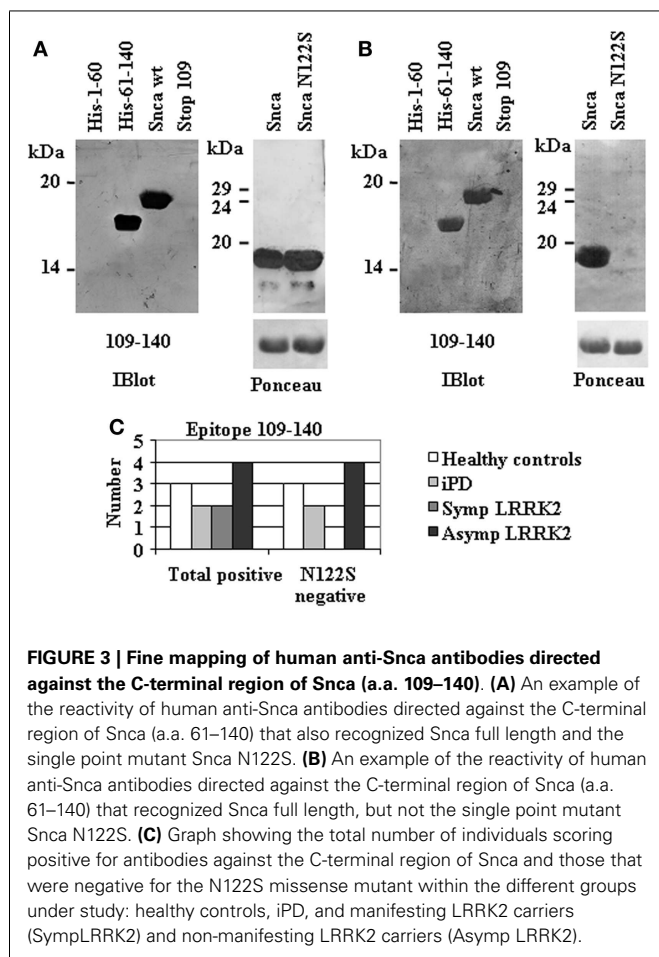 A
His-1-60
His-61-140
Snca wt
Stop 109
kDa
20
14
109-140
IBlot
Snca
Snca N122S
29
24
20
Ponceau
B
His-1-60
His-61-140
Snca wt
Stop 109
kDa
20
14
109-140
IBlot
Snca
Snca N122S
29
24
20
Ponceau
C
Epitope 109-140
Number
5
4
3
2
1
0
Total positive
N122S
negative
Healthy controls
iPD
Symp LRRK2
Asymp LRRK2
FIGURE 3 | Fine mapping of human anti-Snca antibodies directed
against the C-terminal region of Snca (a.a. 109–140). (A) An example of
the reactivity of human anti-Snca antibodies directed against the C-terminal
region of Snca (a.a. 61–140) that also recognized Snca full length and the
single point mutant Snca N122S. (B) An example of the reactivity of human
anti-Snca antibodies directed against the C-terminal region of Snca (a.a.
61–140) that recognized Snca full length, but not the single point mutant
Snca N122S. (C) Graph showing the total number of individuals scoring
positive for antibodies against the C-terminal region of Snca and those that
were negative for the N122S missense mutant within the different groups
under study: healthy controls, iPD, and manifesting LRRK2 carriers
(SympLRRK2) and non-manifesting LRRK2 carriers (Asymp LRRK2).